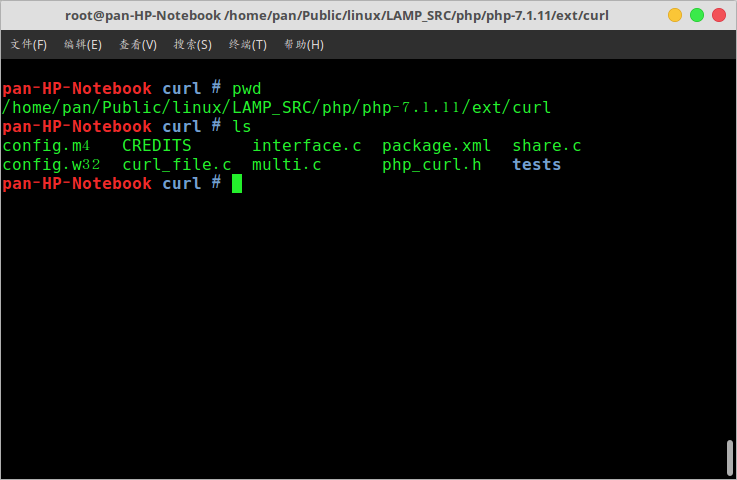 root@pan-HP-Notebook /home/pan/Public/linux/LAMP_SRC/php/php-7.1.11/ext/curl
文件(F) 编辑(E) 查看(V) 搜索(S) 终端(T) 帮助(H)
pan-HP-Notebook curl # pwd
/home/pan/Public/linux/LAMP_SRC/php/php-7.1.11/ext/curl
pan-HP-Notebook curl # ls
config.m4 CREDITS interface.c package.xml share.c
config.w32 curl_file.c multi.c php_curl.h tests
pan-HP-Notebook curl #